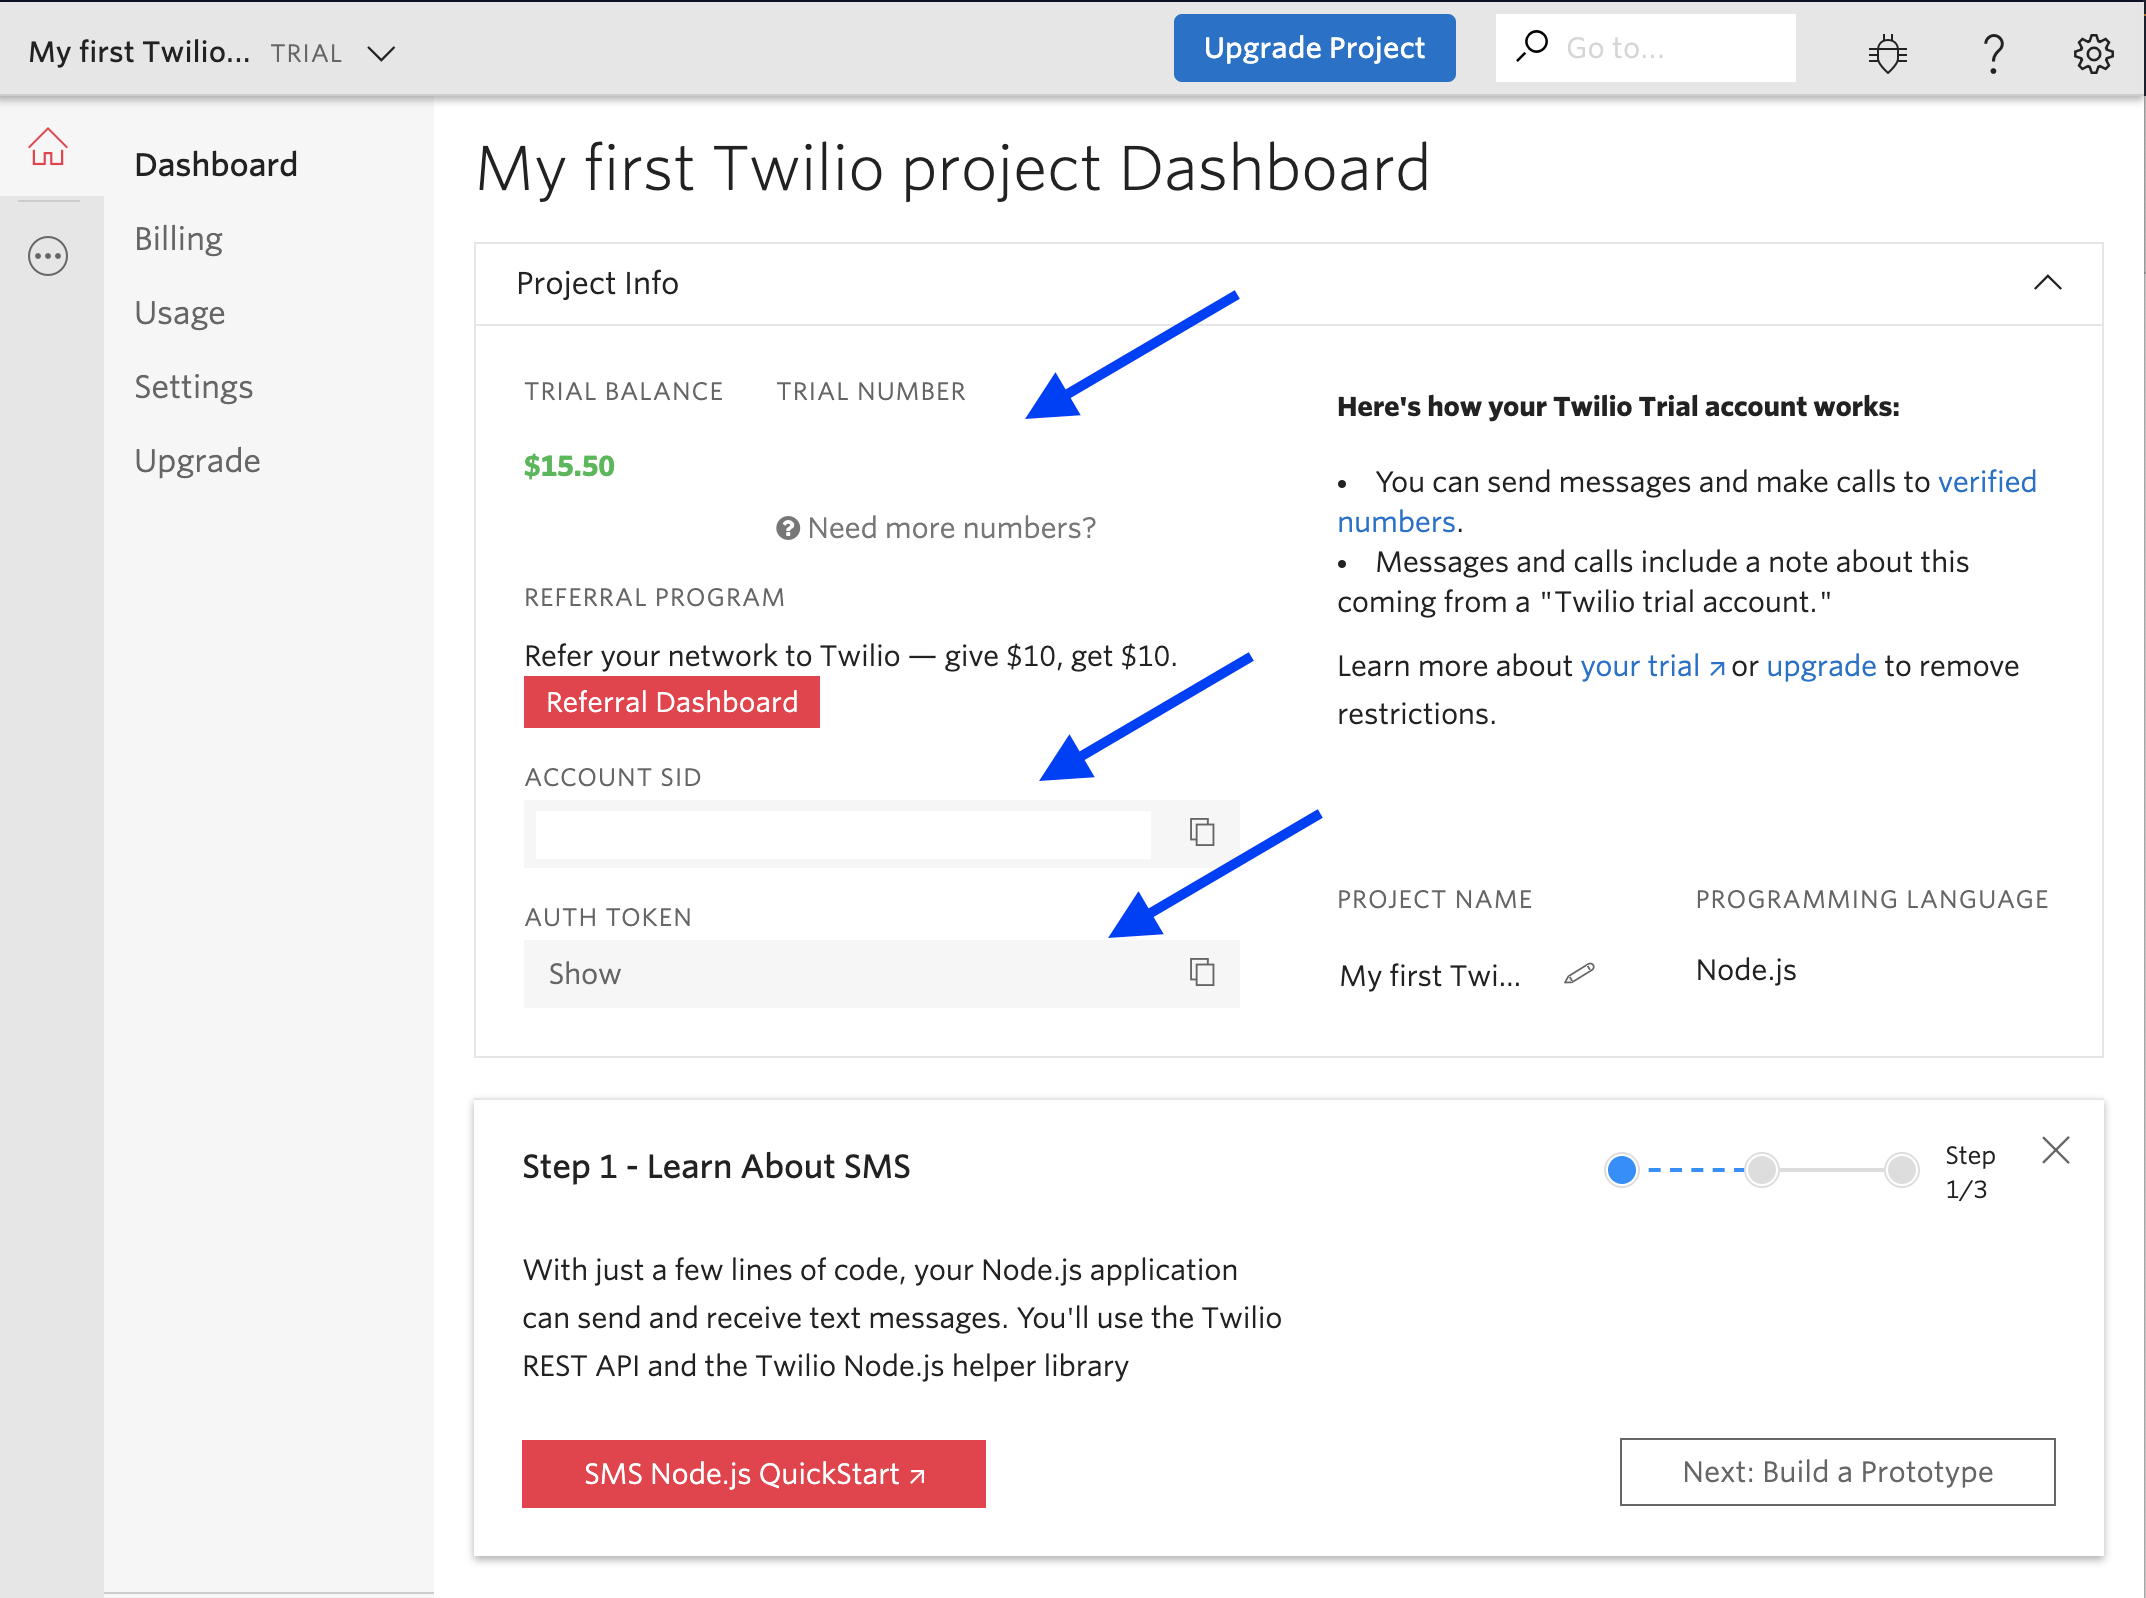 My first Twilio... TRIAL
Upgrade Project
Go to...
Dashboard
Billing
Usage
Settings
Upgrade
My first Twilio project Dashboard
Project Info
TRIAL BALANCE
$15.50
TRIAL NUMBER
Need more numbers?
REFERRAL PROGRAM
Refer your network to Twilio — give $10, get $10.
Referral Dashboard
ACCOUNT SID
AUTH TOKEN
Show
Here's how your Twilio Trial account works:
• You can send messages and make calls to verified
numbers.
• Messages and calls include a note about this
coming from a "Twilio trial account."
Learn more about your trial ↗ or upgrade to remove
restrictions.
PROJECT NAME
My first Twi...
PROGRAMMING LANGUAGE
Node.js
Step 1 - Learn About SMS
Step
1/3
With just a few lines of code, your Node.js application
can send and receive text messages. You'll use the Twilio
REST API and the Twilio Node.js helper library
SMS Node.js QuickStart ↗
Next: Build a Prototype